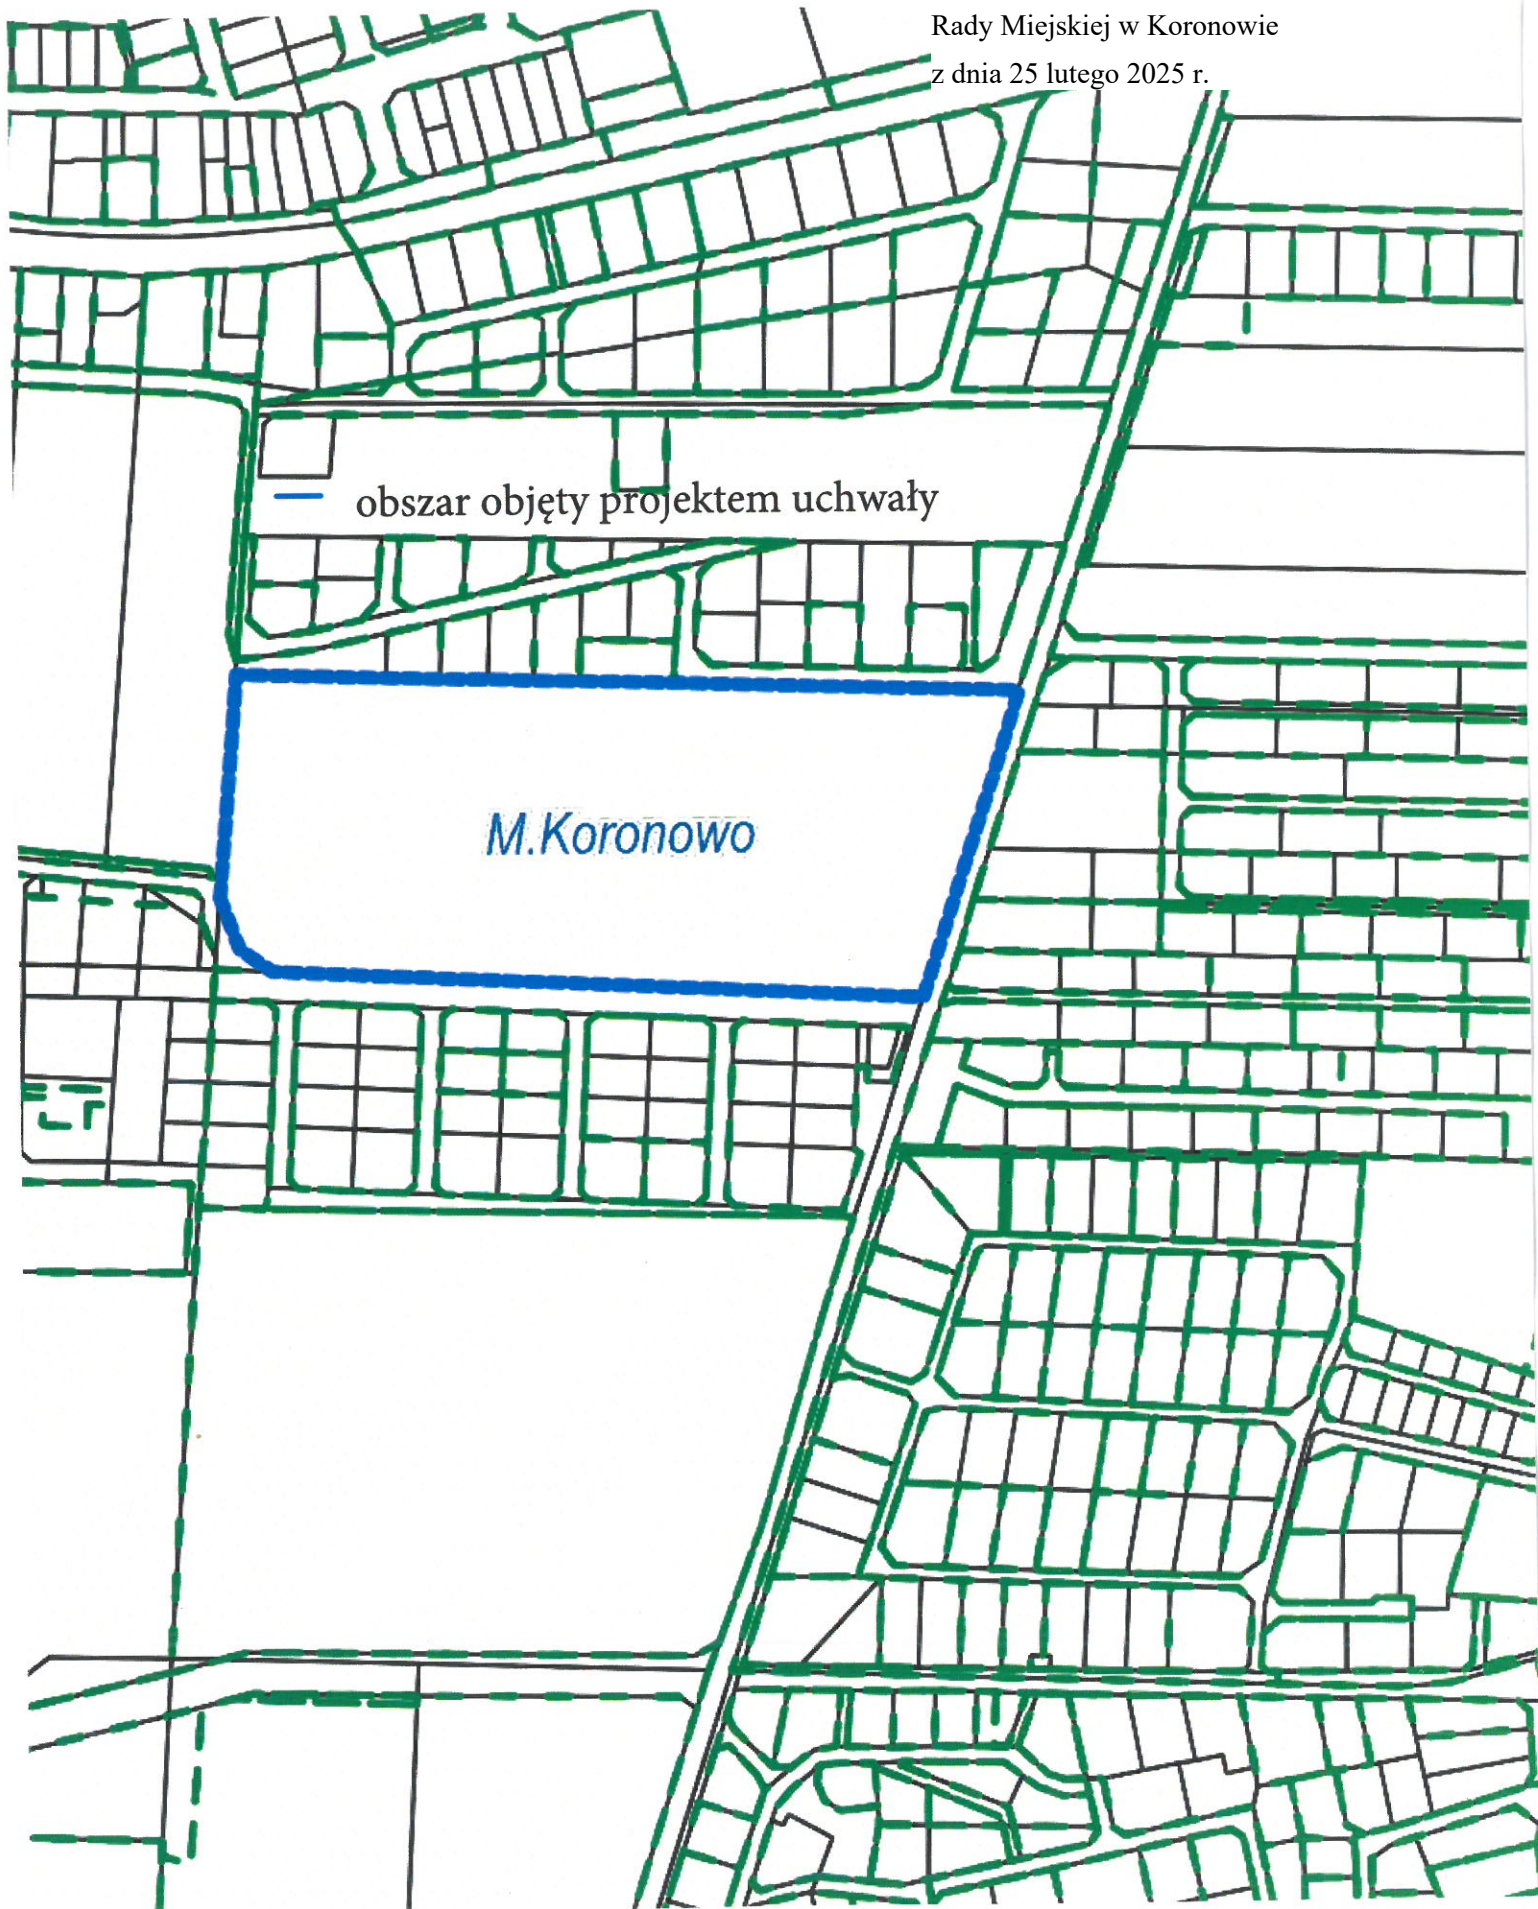 Rady Miejskiej w Koronowie
z dnia 25 lutego 2025 r.
obszar objęty projektem uchwały
M.Koronowo